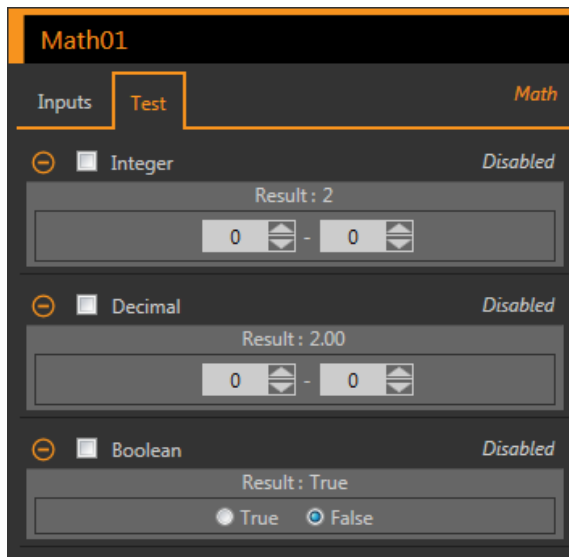 Math01
Inputs Test Math
Integer Disabled
Result : 2
0 - 0
Decimal Disabled
Result : 2.00
0 - 0
Boolean Disabled
Result : True
True False